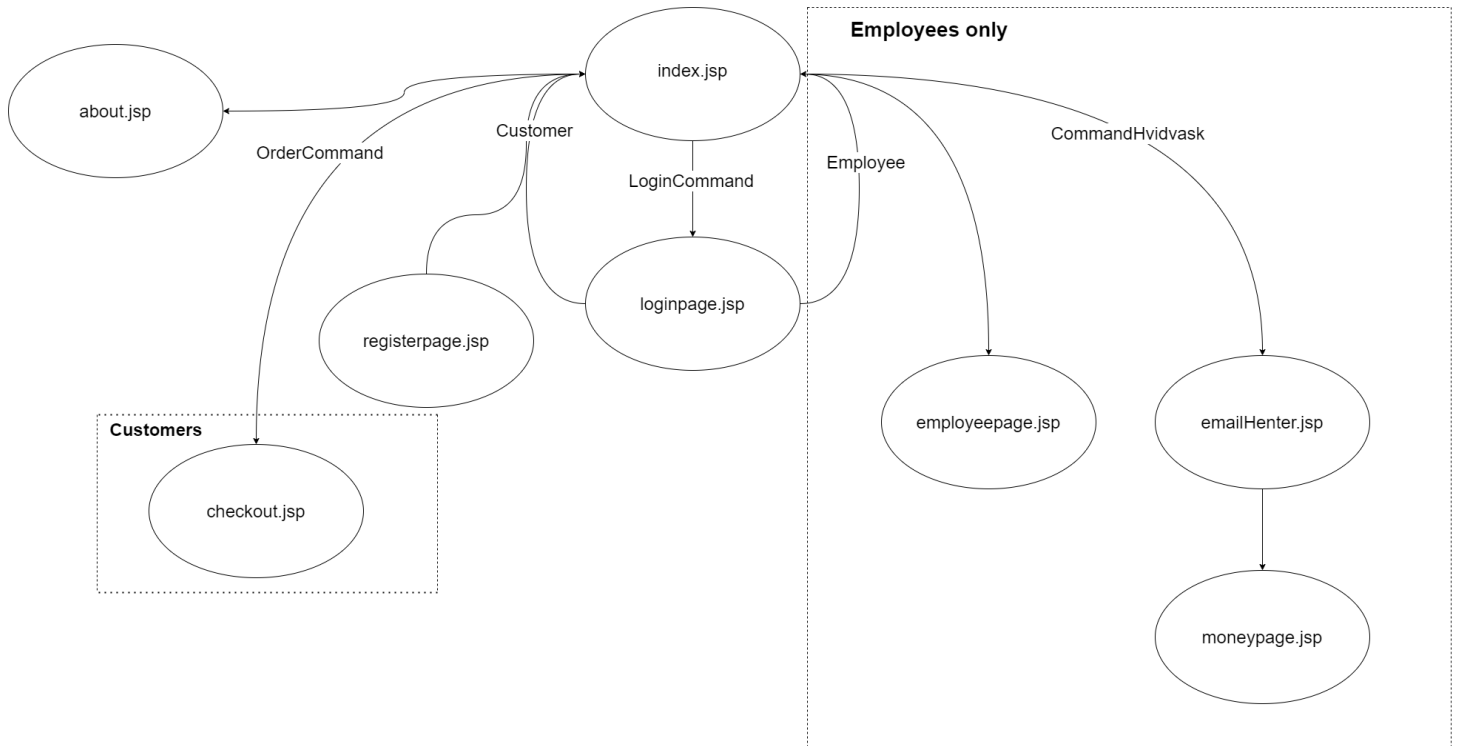 Employees only
index.jsp
about.jsp
Customer
CommandHvidvask
OrderCommand
Employee
LoginCommand
loginpage.jsp
registerpage.jsp
employeepage.jsp
emailHenter.jsp
Customers
checkout.jsp
moneypage.jsp